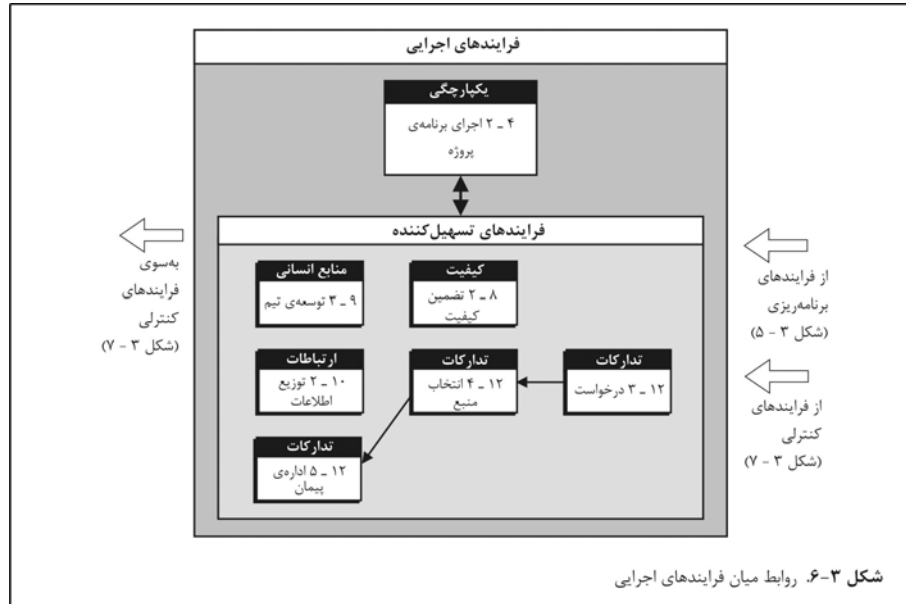 فرایندهای اجرایی
یکپارچگی
۴ ـ ۲ اجرای برنامه‌ی
پروژه
فرایندهای تسهیل‌کننده
کیفیت
۸ ـ ۲ تضمین
کیفیت
منابع انسانی
۹ ـ ۳ توسعه‌ی تیم
تدارکات
۱۲ ـ ۳ درخواست
تدارکات
۱۲ ـ ۴ انتخاب
منبع
ارتباطات
۱۰ ـ ۲ توزیع
اطلاعات
تدارکات
۱۲ ـ ۵ اداره‌ی
پیمان
از فرایندهای
برنامه‌ریزی
(شکل ۳ - ۵)
از فرایندهای
کنترلی
(شکل ۳ - ۷)
به‌سوی
فرایندهای
کنترلی
(شکل ۳ - ۷)
شکل ۳-۶. روابط میان فرایندهای اجرایی